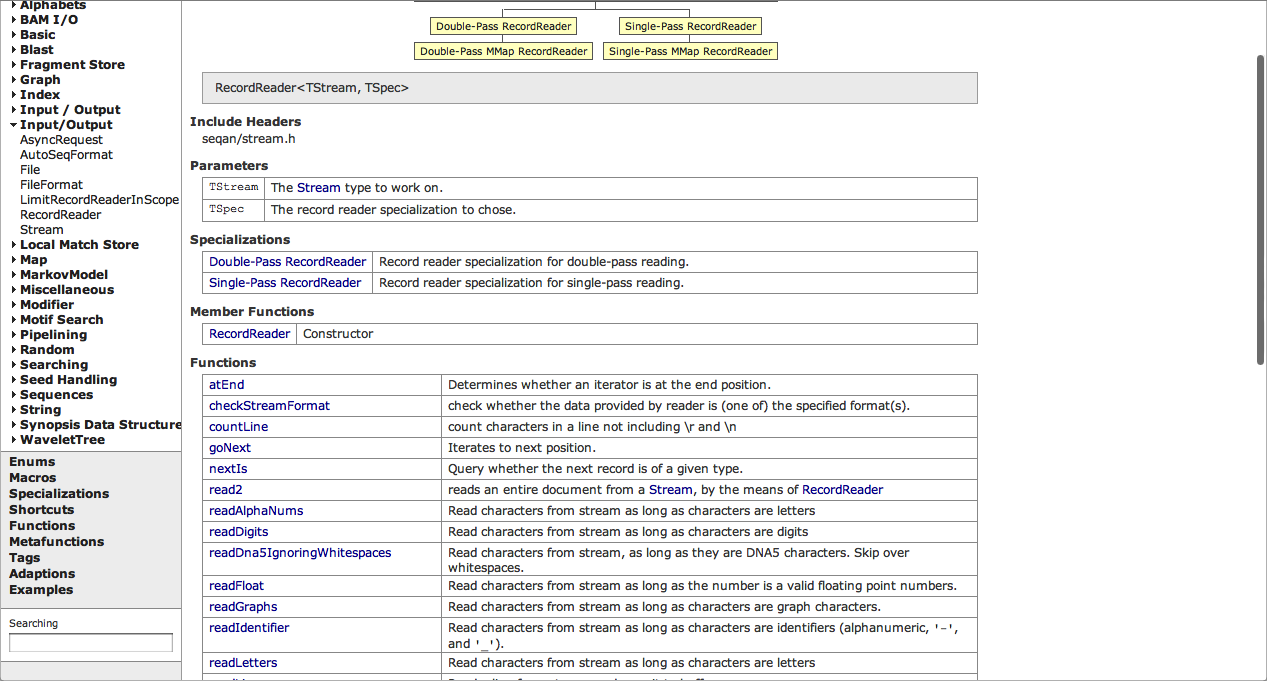 Alphabets
BAM I/O
Basic
Blast
Fragment Store
Graph
Index
Input / Output
Input/Output
AsyncRequest
AutoSeqFormat
File
FileFormat
LimitRecordReaderInScope
RecordReader
Stream
Local Match Store
Map
MarkovModel
Miscellaneous
Modifier
Motif Search
Pipelining
Random
Searching
Seed Handling
Sequences
String
Synopsis Data Structure
WaveletTree
Enums
Macros
Specializations
Shortcuts
Functions
Metafunctions
Tags
Adaptions
Examples
Searching
Double-Pass RecordReader Single-Pass RecordReader
Double-Pass MMap RecordReader Single-Pass MMap RecordReader
RecordReader<TStream, TSpec>
Include Headers
seqan/stream.h
Parameters
TStream The Stream type to work on.
TSpec The record reader specialization to chose.
Specializations
Double-Pass RecordReader Record reader specialization for double-pass reading.
Single-Pass RecordReader Record reader specialization for single-pass reading.
Member Functions
RecordReader Constructor
Functions
atEnd Determines whether an iterator is at the end position.
checkStreamFormat check whether the data provided by reader is (one of) the specified format(s).
countLine count characters in a line not including \r and \n
goNext Iterates to next position.
nextIs Query whether the next record is of a given type.
read2 reads an entire document from a Stream, by the means of RecordReader
readAlphaNums Read characters from stream as long as characters are letters
readDigits Read characters from stream as long as characters are digits
readDna5IgnoringWhitespaces Read characters from stream, as long as they are DNA5 characters. Skip over
whitespaces.
readFloat Read characters from stream as long as the number is a valid floating point numbers.
readGraphs Read characters from stream as long as characters are graph characters.
readIdentifier Read characters from stream as long as characters are identifiers (alphanumeric, '-',
and '_').
readLetters Read characters from stream as long as characters are letters